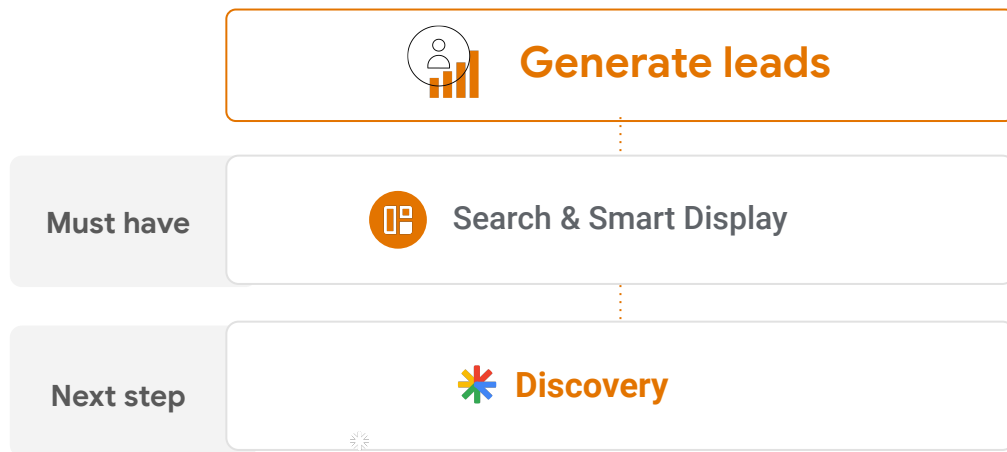 Generate leads
Must have
Search & Smart Display
Next step
Discovery